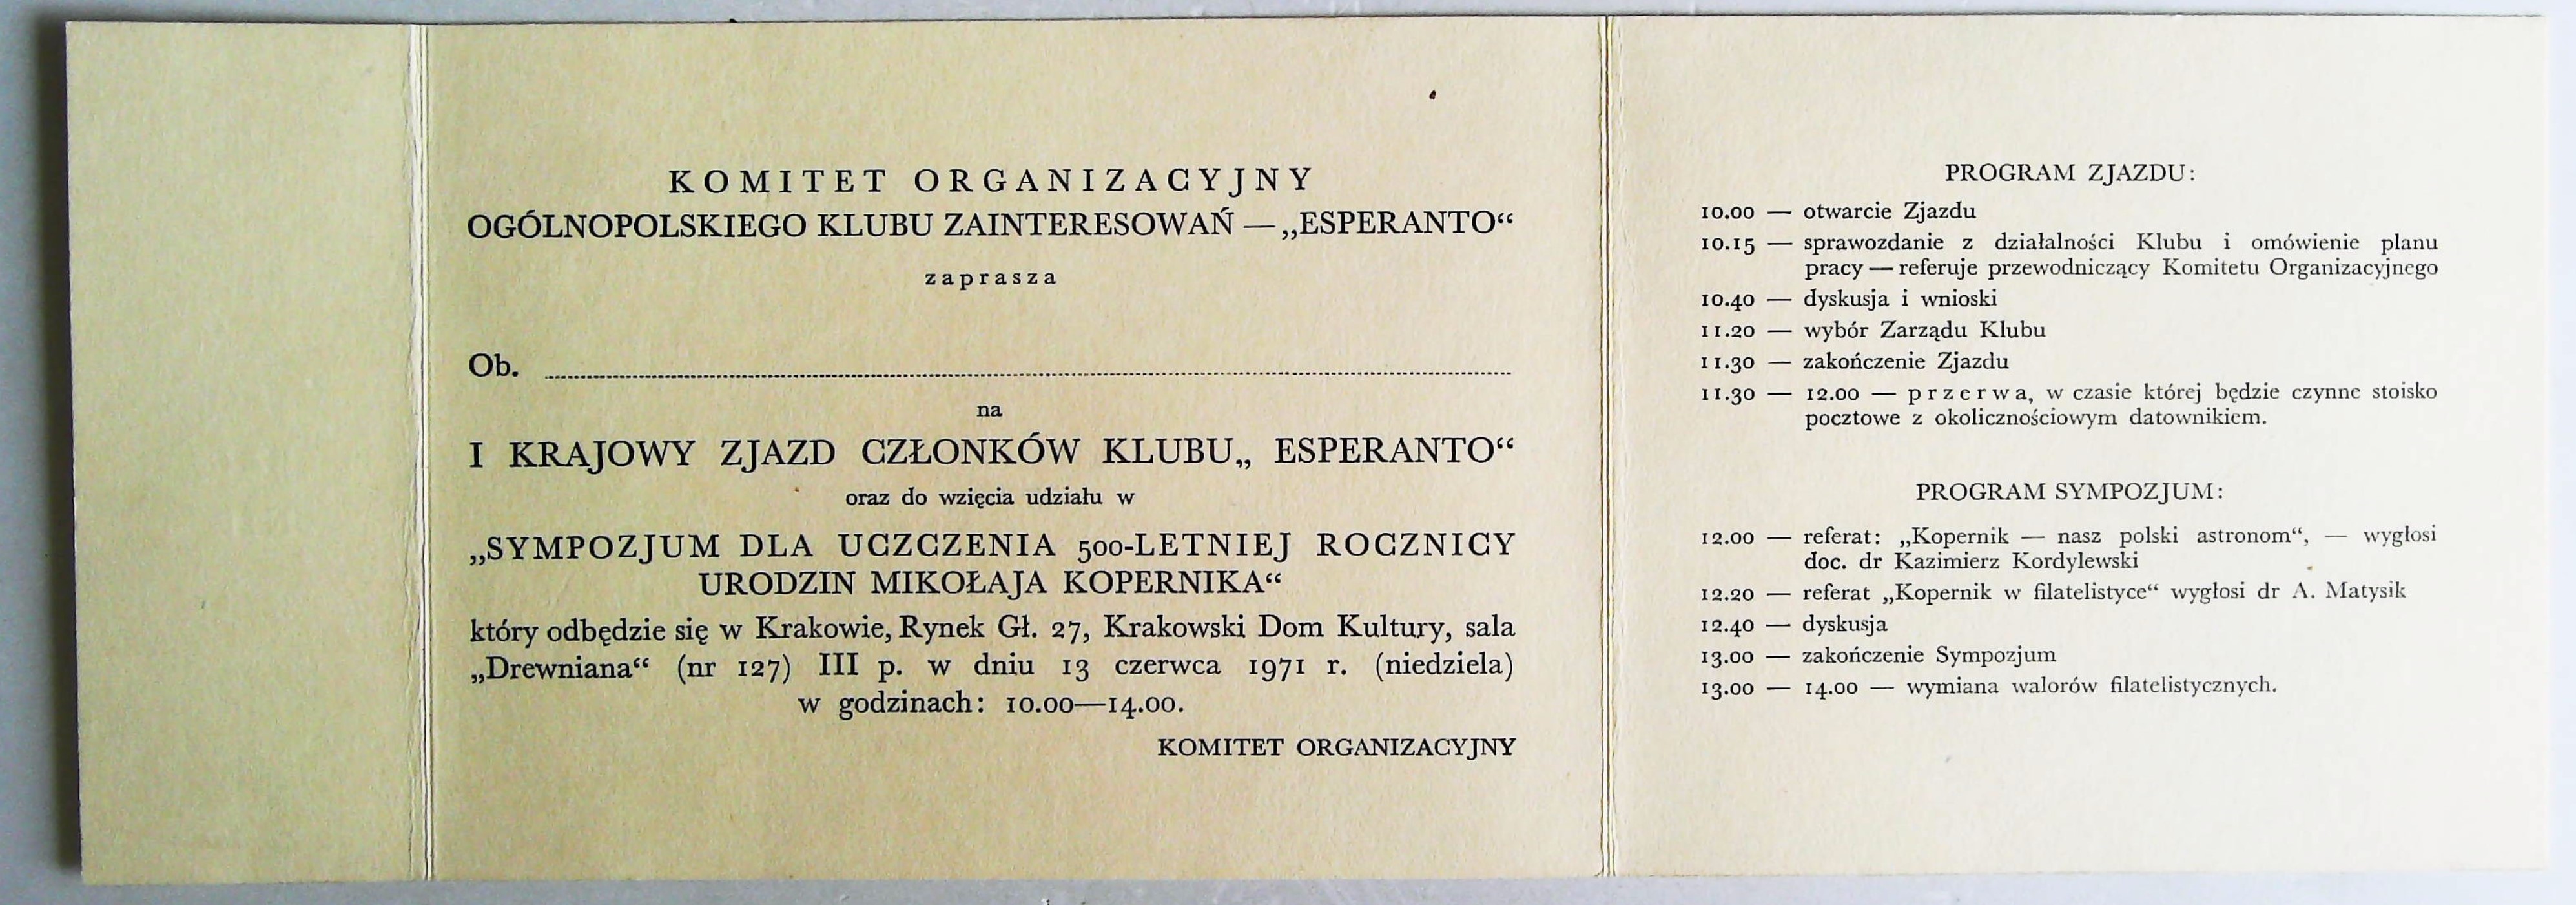 KOMITET ORGANIZACYJNY
OGÓLNOPOLSKIEGO KLUBU ZAINTERESOWAŃ — „ESPERANTO“
zaprasza
Ob.
na
I KRAJOWY ZJAZD CZŁONKÓW KLUBU„ ESPERANTO“
oraz do wzięcia udziału w
„SYMPOZJUM DLA UCZCZENIA 500-LETNIEJ ROCZNICY
URODZIN MIKOŁAJA KOPERNIKA“
który odbędzie się w Krakowie, Rynek Gł. 27, Krakowski Dom Kultury, sala
„Drewniana“ (nr 127) III p. w dniu 13 czerwca 1971 r. (niedziela)
w godzinach: 10.00—14.00.
KOMITET ORGANIZACYJNY
PROGRAM ZJAZDU:
10.00 — otwarcie Zjazdu
10.15 — sprawozdanie z działalności Klubu i omówienie planu
pracy — referuje przewodniczący Komitetu Organizacyjnego
10.40 — dyskusja i wnioski
11.20 — wybór Zarządu Klubu
11.30 — zakończenie Zjazdu
11.30 — 12.00 — przerwa, w czasie której będzie czynne stoisko
pocztowe z okolicznościowym datownikiem.
PROGRAM SYMPOZJUM:
12.00 — referat: „Kopernik — nasz polski astronom“, — wygłosi
doc. dr Kazimierz Kordylewski
12.20 — referat „Kopernik w filatelistyce“ wygłosi dr A. Matysik
12.40 — dyskusja
13.00 — zakończenie Sympozjum
13.00 — 14.00 — wymiana walorów filatelistycznych.